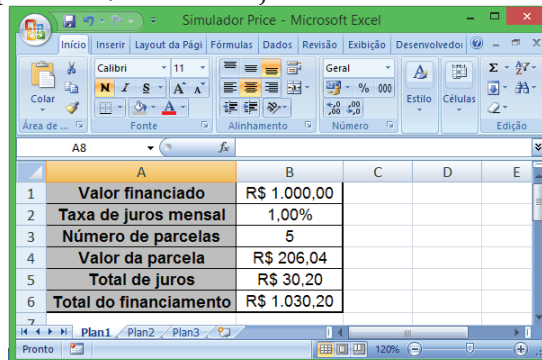 Simulador Price - Microsoft Excel
Início Inserir Layout da Pági Fórmulas Dados Revisão Exibição Desenvolvedor
Colar
Calibri 11
N I S A A
Geral
% 000
Estilo Células
Σ
Área de ... Fonte Alinhamento Número Edição
A8 fx
A B C D E
1 Valor financiado R$ 1.000,00
2 Taxa de juros mensal 1,00%
3 Número de parcelas 5
4 Valor da parcela R$ 206,04
5 Total de juros R$ 30,20
6 Total do financiamento R$ 1.030,20
7
Plan1 Plan2 Plan3
Pronto 120%